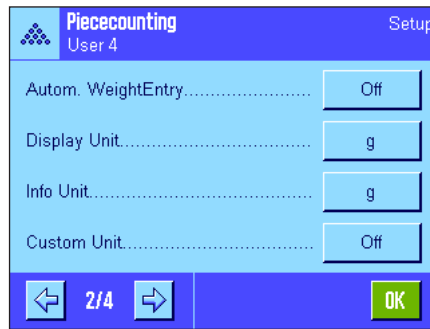 Piececounting
Setup
User 4
Autom. WeightEntry....................... Off
Display Unit...................................... g
Info Unit............................................. g
Custom Unit...................................... Off
2/4
OK